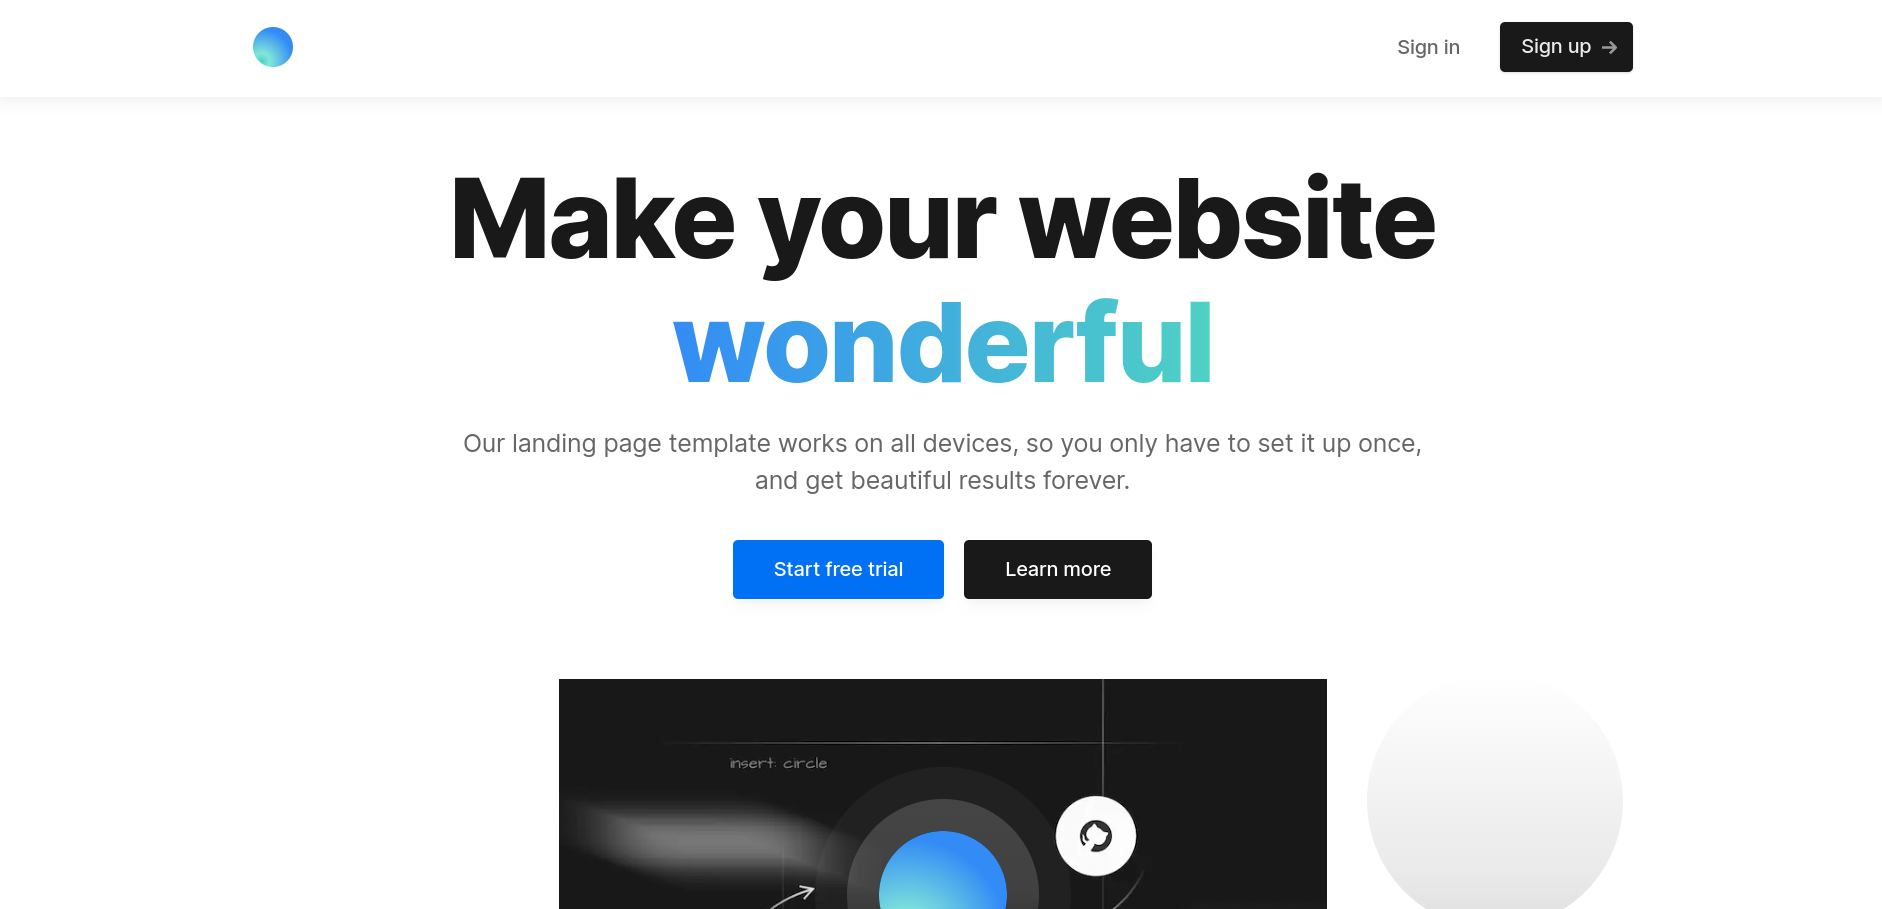 Sign in
Sign up
Make your website
wonderful
Our landing page template works on all devices, so you only have to set it up once,
and get beautiful results forever.
Start free trial
Learn more
insert: circle